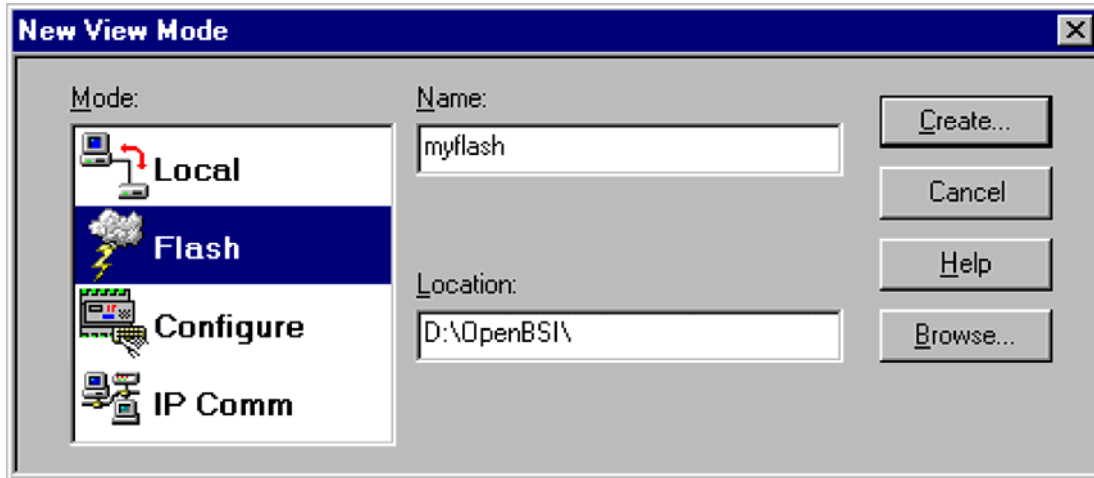 New View Mode
Mode:
Local
Flash
Configure
IP Comm
Name:
myflash
Location:
D:\OpenBSI\
Create...
Cancel
Help
Browse...